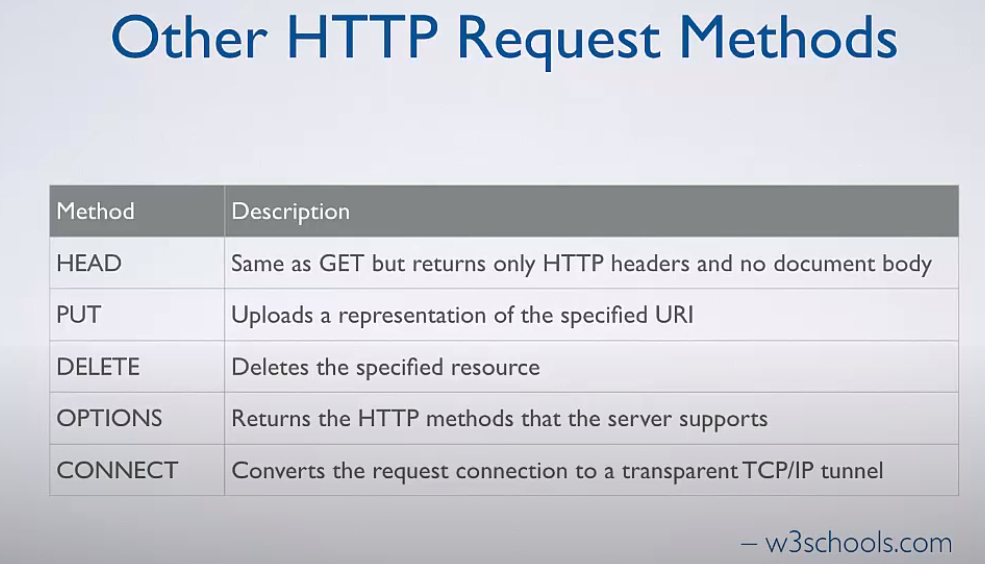 Other HTTP Request Methods
Method Description
HEAD Same as GET but returns only HTTP headers and no document body
PUT Uploads a representation of the specified URI
DELETE Deletes the specified resource
OPTIONS Returns the HTTP methods that the server supports
CONNECT Converts the request connection to a transparent TCP/IP tunnel
– w3schools.com